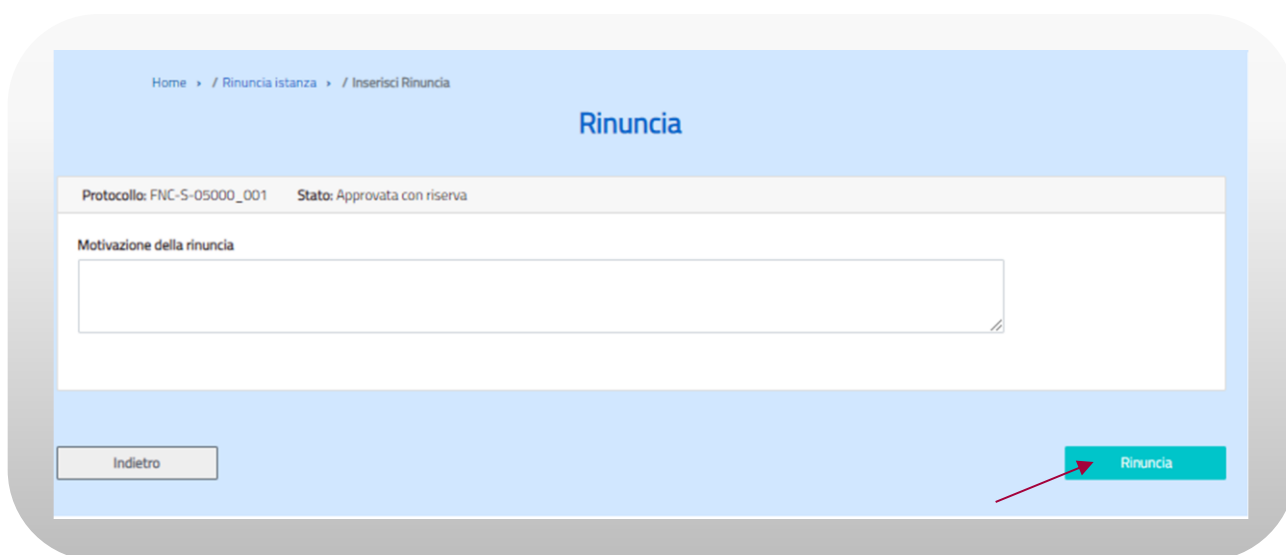 Home › / Rinuncia istanza › / Inserisci Rinuncia
Rinuncia
Protocollo: FNC-S-05000_001 Stato: Approvata con riserva
Motivazione della rinuncia
Indietro Rinuncia